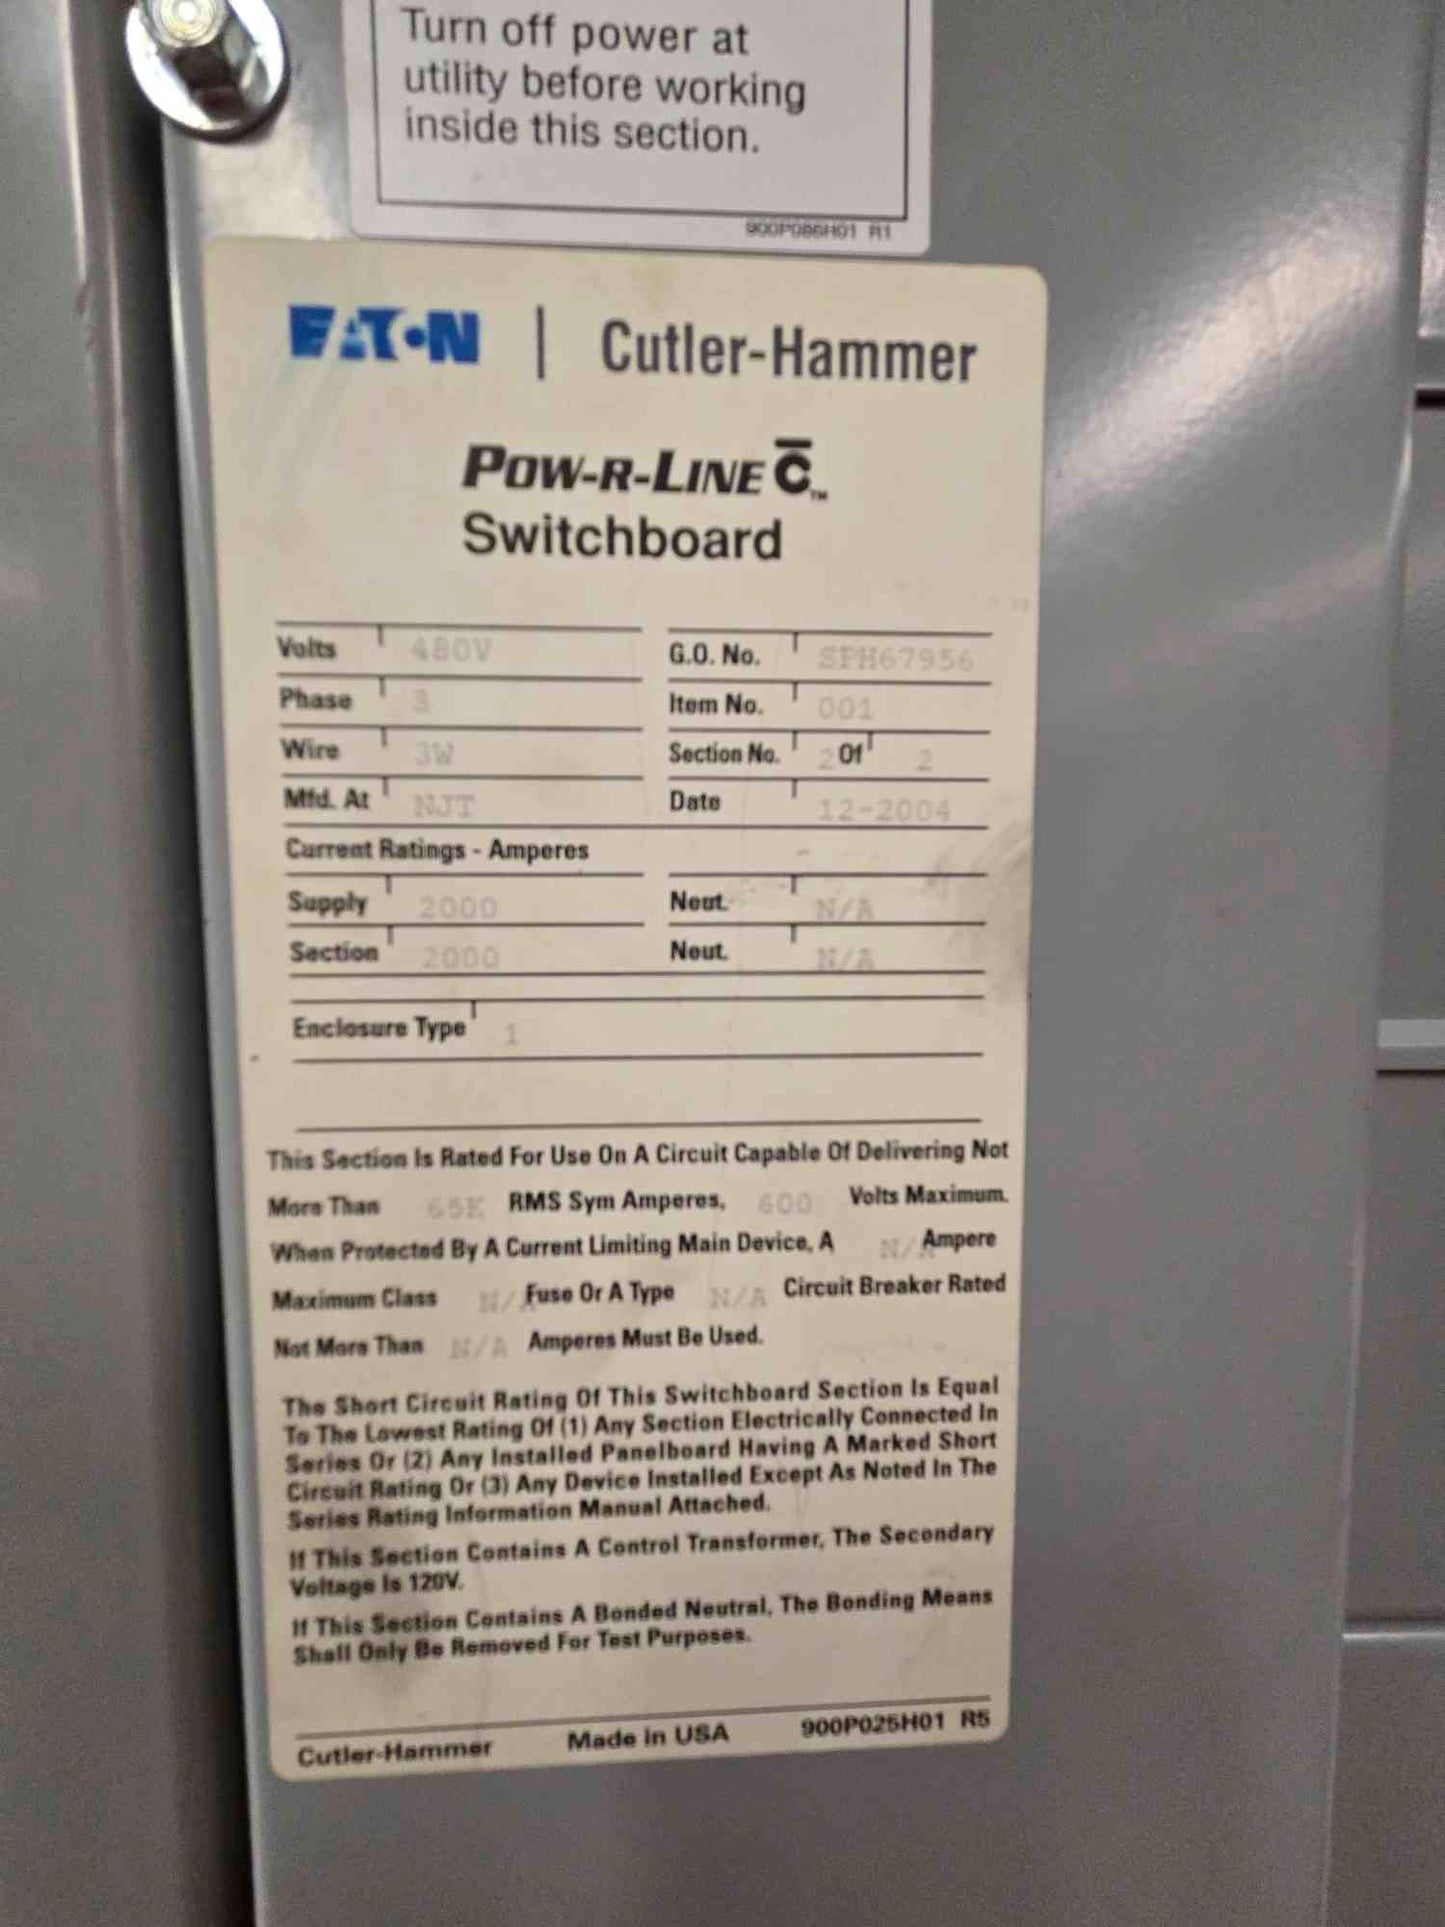 Turn off power at
utility before working
inside this section.
900P086H01 R1
EATON | Cutler-Hammer
POW-R-LINE C™
Switchboard
Volts 480V G.O. No. SPH67956
Phase 3 Item No. 001
Wire 3W Section No. 2 Of 2
Mfd. At NJT Date 12-2004
Current Ratings - Amperes
Supply 2000 Neut. N/A
Section 2000 Neut. N/A
Enclosure Type 1
This Section Is Rated For Use On A Circuit Capable Of Delivering Not
More Than 65K RMS Sym Amperes, 600 Volts Maximum.
When Protected By A Current Limiting Main Device, A N/A Ampere
Maximum Class N/A Fuse Or A Type N/A Circuit Breaker Rated
Not More Than N/A Amperes Must Be Used.
The Short Circuit Rating Of This Switchboard Section Is Equal
To The Lowest Rating Of (1) Any Section Electrically Connected In
Series Or (2) Any Installed Panelboard Having A Marked Short
Circuit Rating Or (3) Any Device Installed Except As Noted In The
Series Rating Information Manual Attached.
If This Section Contains A Control Transformer, The Secondary
Voltage Is 120V.
If This Section Contains A Bonded Neutral, The Bonding Means
Shall Only Be Removed For Test Purposes.
Cutler-Hammer Made in USA 900P025H01 R5